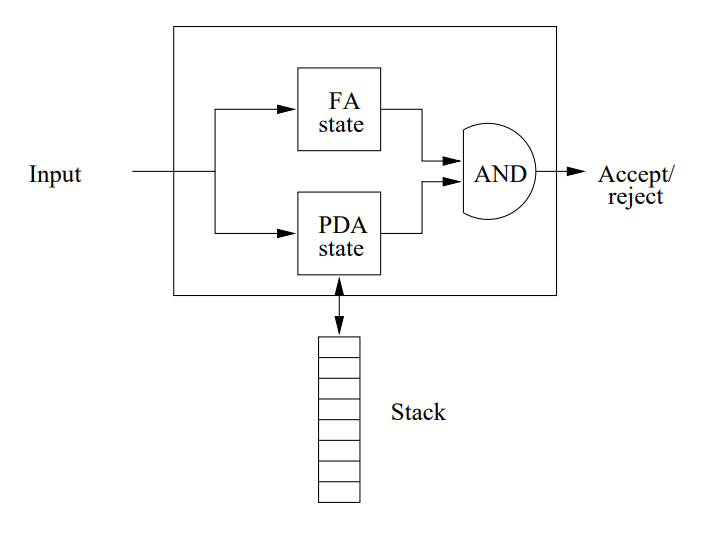 FA
state
Input
AND
Accept/
reject
PDA
state
Stack